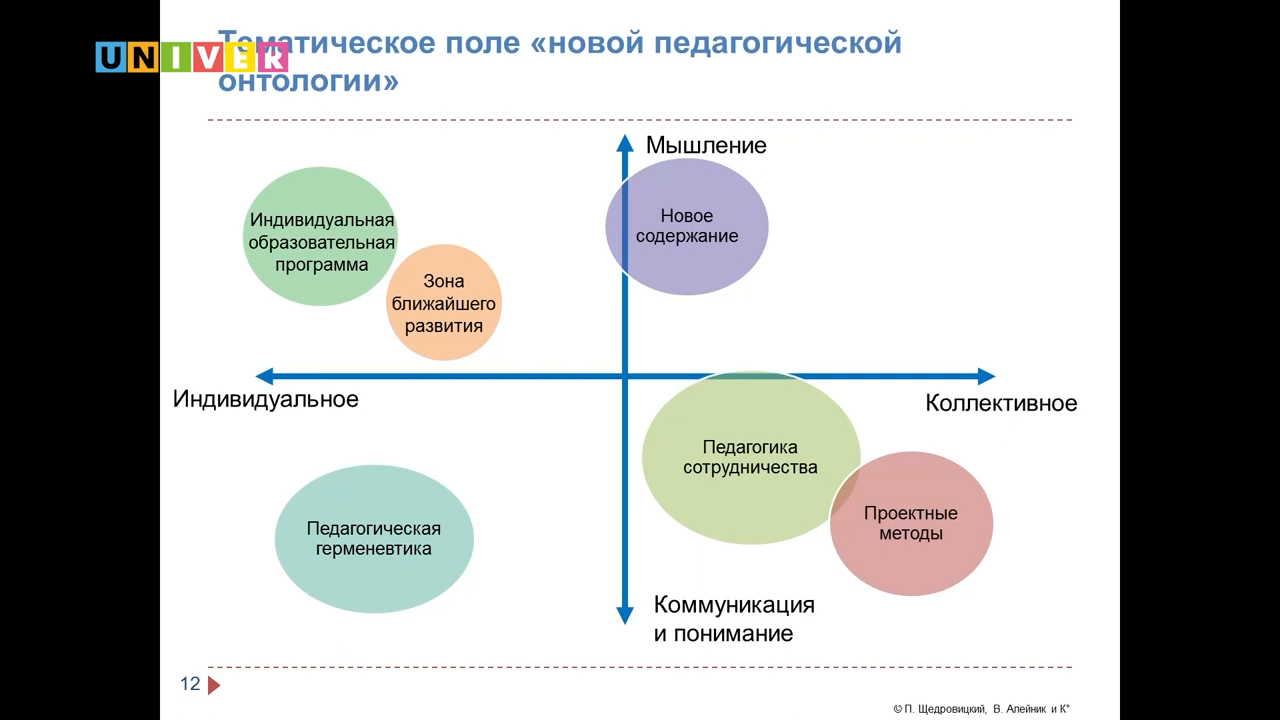 UNIVER
Тематическое поле «новой педагогической
онтологии»
Мышление
Индивидуальная
образовательная
программа
Новое
содержание
Зона
ближайшего
развития
Индивидуальное
Коллективное
Педагогика
сотрудничества
Проектные
методы
Педагогическая
герменевтика
Коммуникация
и понимание
12
© П. Щедровицкий, В. Алейник и К°